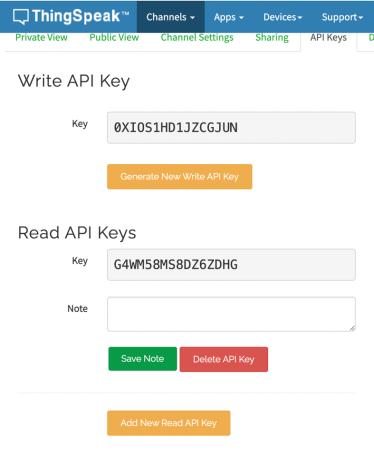 ThingSpeak™ Channels Apps Devices Support
Private View Public View Channel Settings Sharing API Keys
Write API Key
Key 0XIOS1HD1JZCGJUN
Generate New Write API Key
Read API Keys
Key G4WM58MS8DZ6ZDHG
Note
Save Note Delete API Key
Add New Read API Key